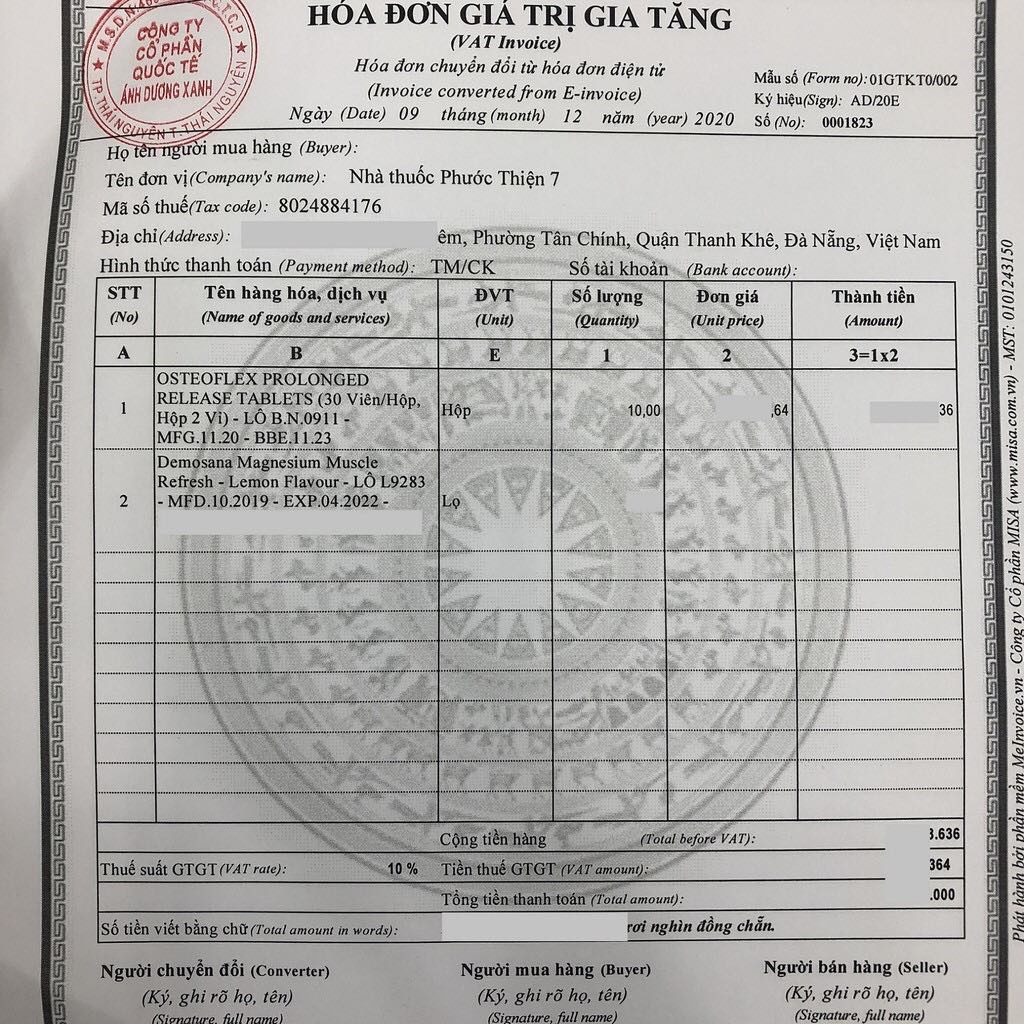 M.S.D.N:460 C.T.C.P
CÔNG TY
CỔ PHẦN
QUỐC TẾ
ÁNH DƯƠNG XANH
★ TP THÁI NGUYÊN T-THÁI NGUYÊN ★
HÓA ĐƠN GIÁ TRỊ GIA TĂNG
(VAT Invoice)
Hóa đơn chuyển đổi từ hóa đơn điện tử
(Invoice converted from E-invoice)
Ngày (Date) 09 tháng (month) 12 năm (year) 2020
Mẫu số (Form no): 01GTKT0/002
Ký hiệu(Sign): AD/20E
Số (No): 0001823
Họ tên người mua hàng (Buyer):
Tên đơn vị(Company's name): Nhà thuốc Phước Thiện 7
Mã số thuế(Tax code): 8024884176
Địa chỉ(Address): êm, Phường Tân Chính, Quận Thanh Khê, Đà Nẵng, Việt Nam
Hình thức thanh toán (Payment method): TM/CK Số tài khoản (Bank account):
STT Tên hàng hóa, dịch vụ ĐVT Số lượng Đơn giá Thành tiền
(No) (Name of goods and services) (Unit) (Quantity) (Unit price) (Amount)
A B E 1 2 3=1x2
OSTEOFLEX PROLONGED
RELEASE TABLETS (30 Viên/Hộp,
1 Hộp 2 Vỉ) - LÔ B.N.0911 - Hộp 10,00 ,64 36
MFG.11.20 - BBE.11.23
Demosana Magnesium Muscle
Refresh - Lemon Flavour - LÔ L9283
2 - MFD.10.2019 - EXP.04.2022 - Lọ
Cộng tiền hàng (Total before VAT): .636
Thuế suất GTGT(VAT rate): 10 % Tiền thuế GTGT (VAT amount): 364
Tổng tiền thanh toán (Total amount): .000
Số tiền viết bằng chữ(Total amount in words): rơi nghìn đồng chẵn.
Người chuyển đổi (Converter) Người mua hàng (Buyer) Người bán hàng (Seller)
(Ký, ghi rõ họ, tên) (Ký, ghi rõ họ, tên) (Ký, ghi rõ họ, tên)
(Signature, full name) (Signature, full name) (Signature, full name)
Phát hành bởi phần mềm MeInvoice.vn - Công ty Cổ phần MISA (www.misa.com.vn) - MST: 0101243150